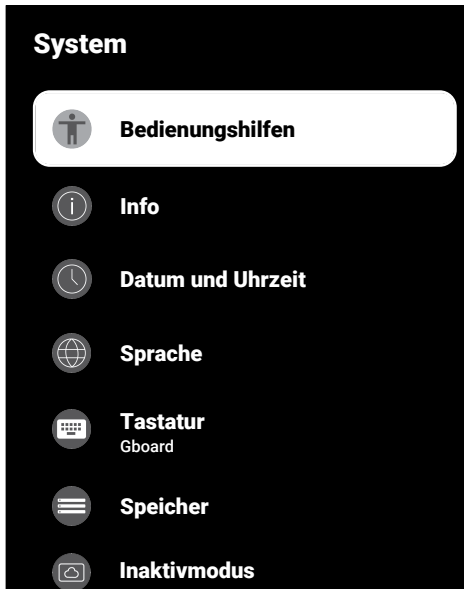 System
Bedienungshilfen
Info
Datum und Uhrzeit
Sprache
Tastatur
Gboard
Speicher
Inaktivmodus